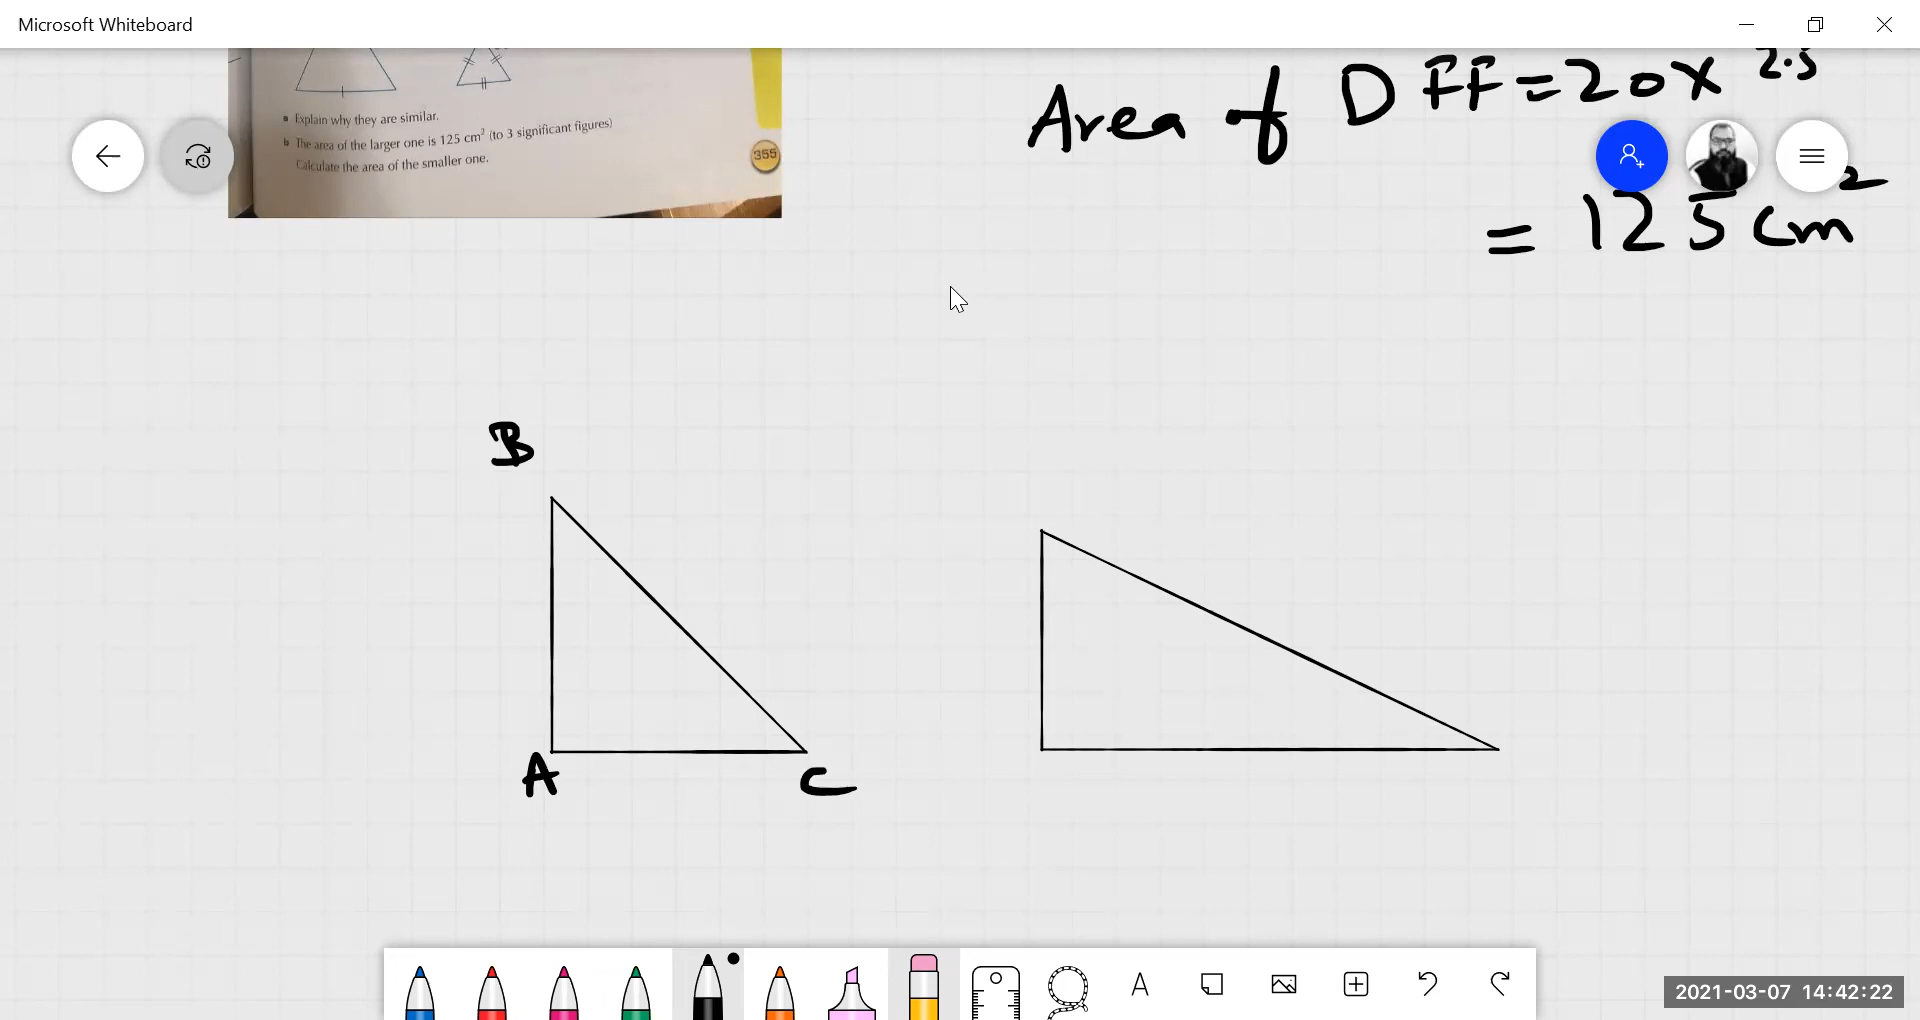 Microsoft Whiteboard
a Explain why they are similar.
b The area of the larger one is 125 cm² (to 3 significant figures)
Calculate the area of the smaller one.
355
Area of DFF = 20 × 2.5
= 125 cm²
B
A
C
A
2021-03-07 14:42:22